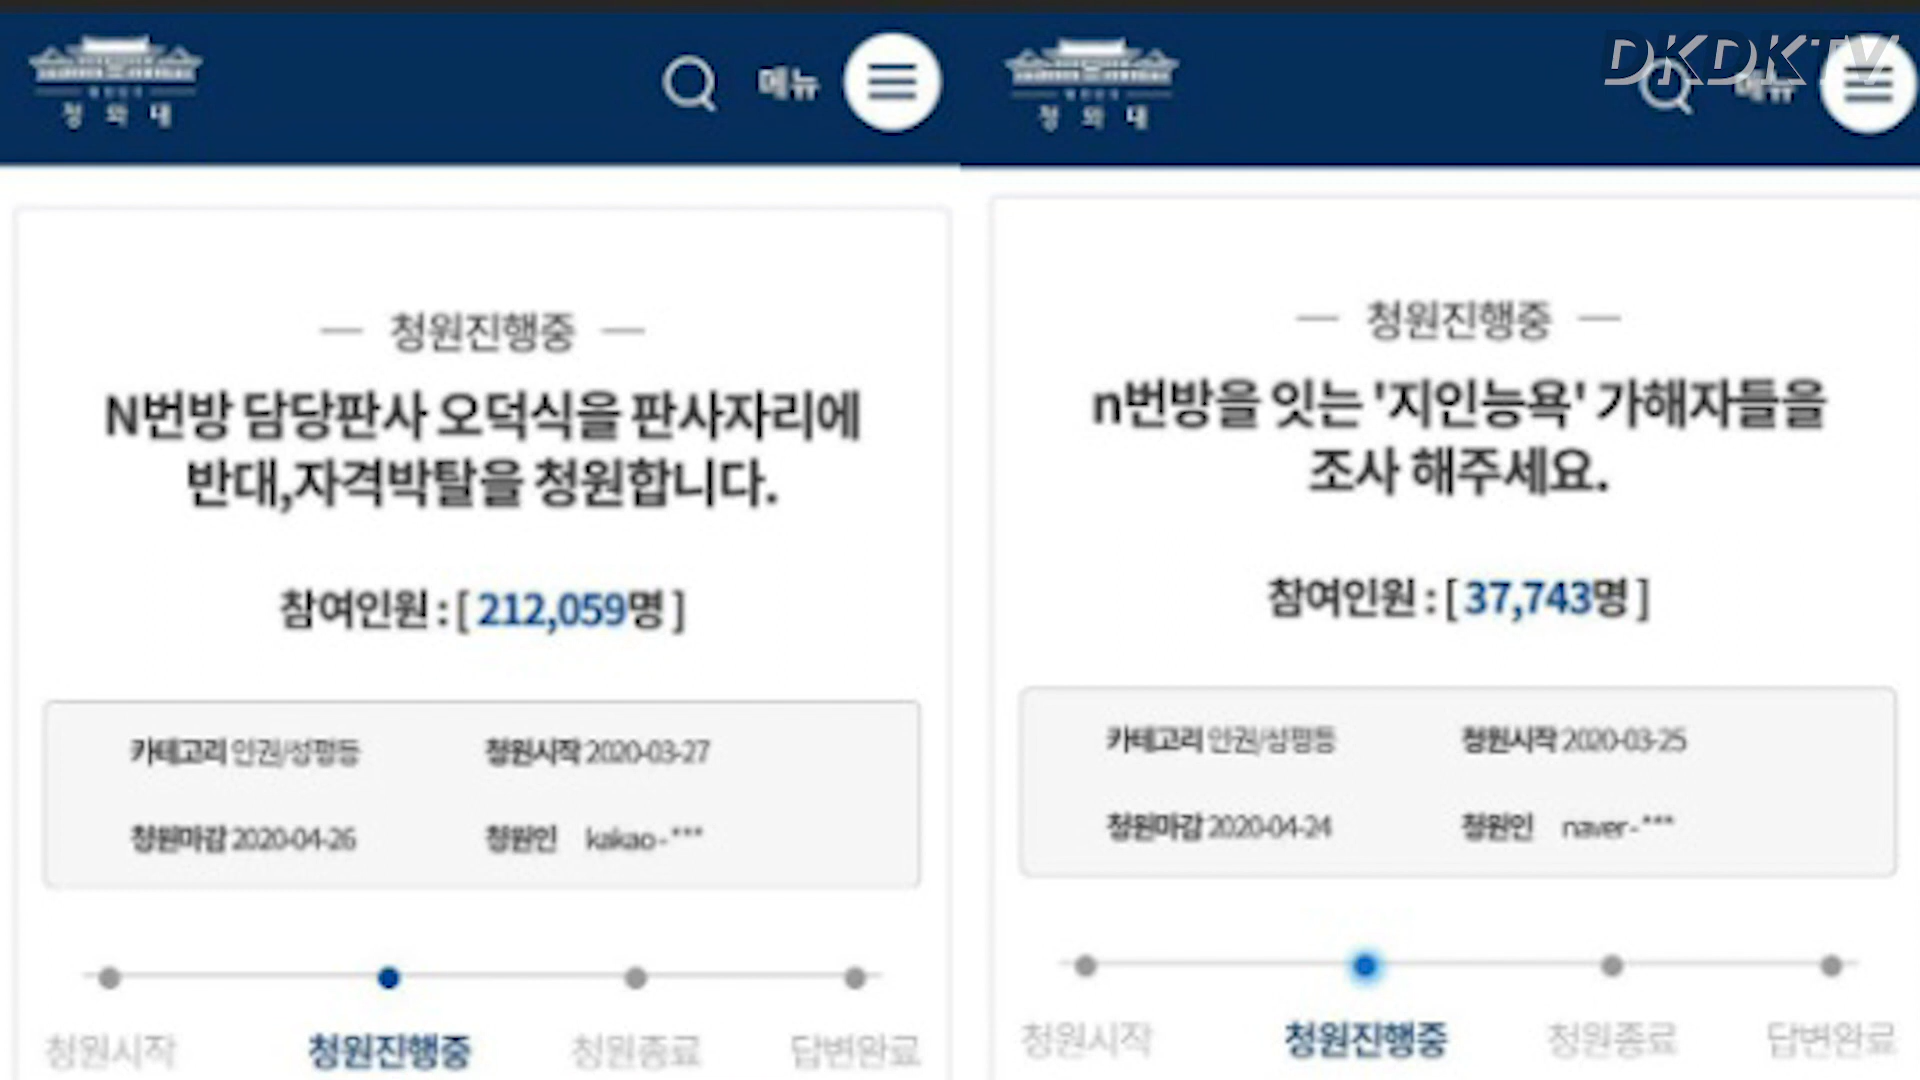 청와대
메뉴
청원진행중
N번방 담당판사 오덕식을 판사자리에
반대,자격박탈을 청원합니다.
참여인원 : [ 212,059명 ]
카테고리 인권/성평등
청원시작 2020-03-27
청원마감 2020-04-26
청원인 kakao - ***
청원시작
청원진행중
청원종료
답변완료
청와대
메뉴
DKDKTV
청원진행중
n번방을 잇는 '지인능욕' 가해자들을
조사 해주세요.
참여인원 : [ 37,743명 ]
카테고리 인권/성평등
청원시작 2020-03-25
청원마감 2020-04-24
청원인 naver - ***
청원시작
청원진행중
청원종료
답변완료